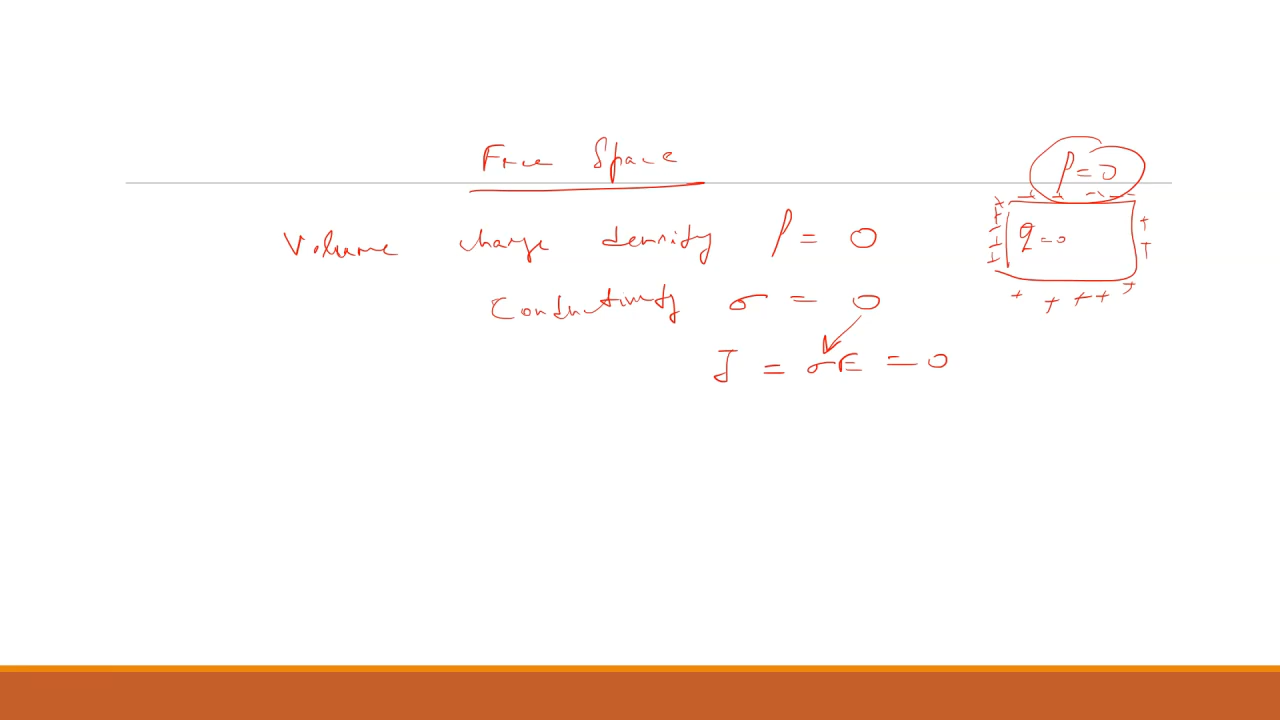 Free Space
Volume charge density ρ = 0
Conductivity σ = 0
J = σE = 0
ρ = 0
q = 0